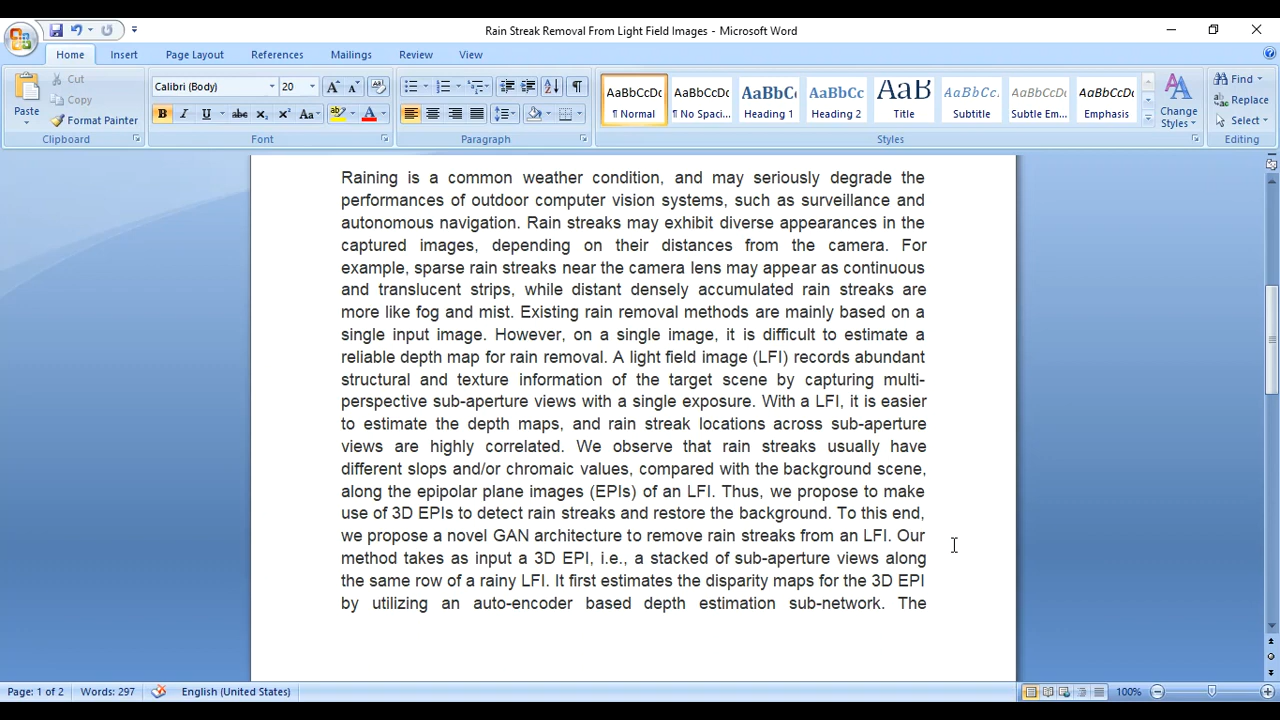 Rain Streak Removal From Light Field Images - Microsoft Word
Home Insert Page Layout References Mailings Review View
Cut
Copy
Format Painter
Paste
Clipboard
Calibri (Body) 20
Font
Paragraph
AaBbCcDc AaBbCcDc AaBbCc AaBbCc AaB AaBbCc. AaBbCcDc AaBbCcDc
¶ Normal ¶ No Spaci... Heading 1 Heading 2 Title Subtitle Subtle Em... Emphasis
Change Styles
Styles
Find
Replace
Select
Editing
Raining is a common weather condition, and may seriously degrade the
performances of outdoor computer vision systems, such as surveillance and
autonomous navigation. Rain streaks may exhibit diverse appearances in the
captured images, depending on their distances from the camera. For
example, sparse rain streaks near the camera lens may appear as continuous
and translucent strips, while distant densely accumulated rain streaks are
more like fog and mist. Existing rain removal methods are mainly based on a
single input image. However, on a single image, it is difficult to estimate a
reliable depth map for rain removal. A light field image (LFI) records abundant
structural and texture information of the target scene by capturing multi-
perspective sub-aperture views with a single exposure. With a LFI, it is easier
to estimate the depth maps, and rain streak locations across sub-aperture
views are highly correlated. We observe that rain streaks usually have
different slops and/or chromaic values, compared with the background scene,
along the epipolar plane images (EPIs) of an LFI. Thus, we propose to make
use of 3D EPIs to detect rain streaks and restore the background. To this end,
we propose a novel GAN architecture to remove rain streaks from an LFI. Our
method takes as input a 3D EPI, i.e., a stacked of sub-aperture views along
the same row of a rainy LFI. It first estimates the disparity maps for the 3D EPI
by utilizing an auto-encoder based depth estimation sub-network. The
Page: 1 of 2 Words: 297 English (United States) 100%